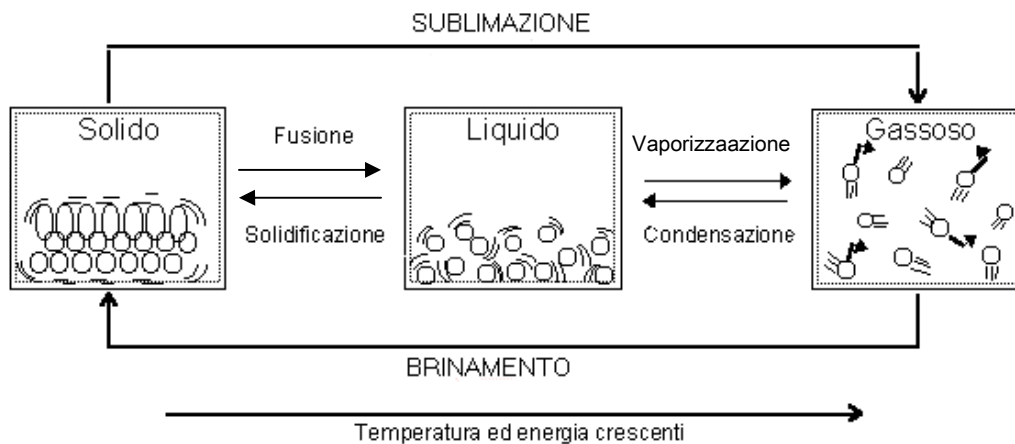 SUBLIMAZIONE
Solido
Fusione
Solidificazione
Liquido
Vaporizzaazione
Condensazione
Gassoso
BRINAMENTO
Temperatura ed energia crescenti